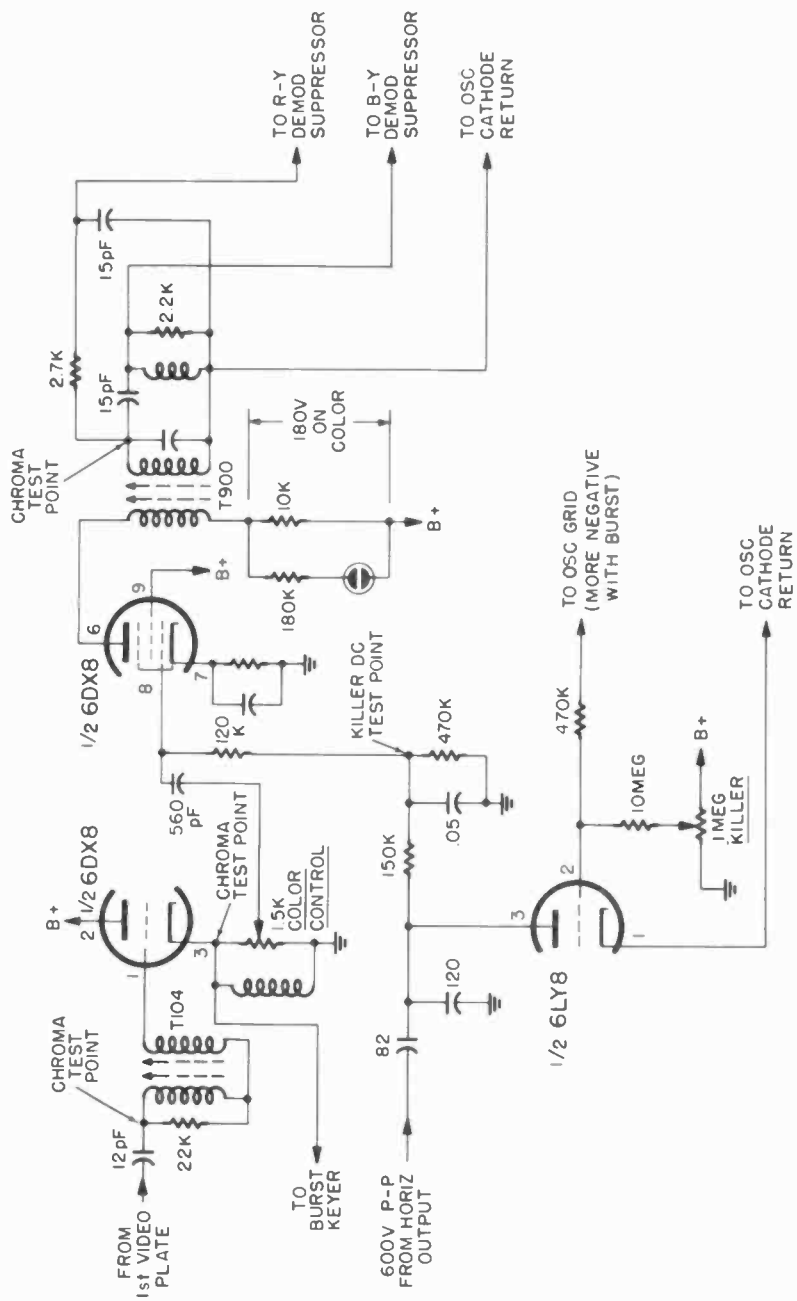 FROM
1st VIDEO
PLATE
12pF
CHROMA
TEST
POINT
22K
T104
TO
BURST
KEYER
B+
2
1/2 6DX8
1
3
CHROMA
TEST POINT
1.5K
COLOR
CONTROL
560
pF
120
K
1/2 6DX8
6
8
9
7
B+
CHROMA
TEST
POINT
T900
180K
10K
180V
ON
COLOR
B+
2.7K
15pF
15pF
2.2K
TO R-Y
DEMOD
SUPPRESSOR
TO B-Y
DEMOD
SUPPRESSOR
TO OSC
CATHODE
RETURN
600V P-P
FROM HORIZ
OUTPUT
82
120
150K
.05
470K
KILLER DC
TEST POINT
1/2 6LY8
3
2
1
470K
10MEG
1MEG
KILLER
B+
TO OSC GRID
(MORE NEGATIVE
WITH BURST)
TO OSC
CATHODE
RETURN